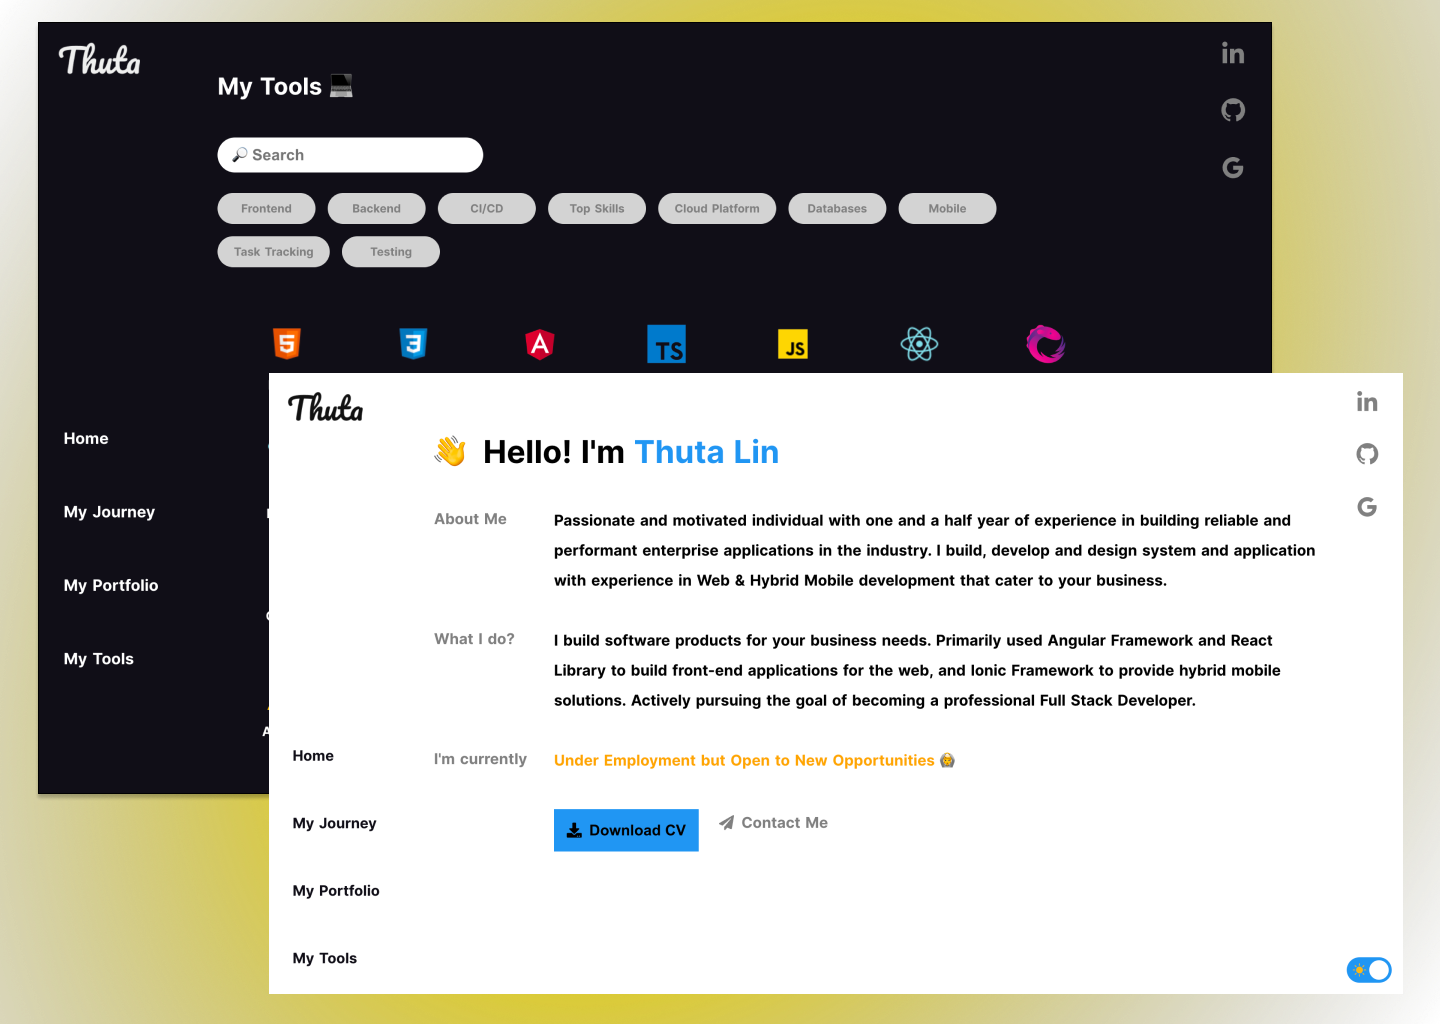 Thuta
My Tools
Search
Frontend
Backend
CI/CD
Top Skills
Cloud Platform
Databases
Mobile
Task Tracking
Testing
5
3
A
TS
JS
Home
My Journey
My Portfolio
My Tools
in
G
Thuta
Hello! I'm Thuta Lin
About Me
Passionate and motivated individual with one and a half year of experience in building reliable and
performant enterprise applications in the industry. I build, develop and design system and application
with experience in Web & Hybrid Mobile development that cater to your business.
What I do?
I build software products for your business needs. Primarily used Angular Framework and React
Library to build front-end applications for the web, and Ionic Framework to provide hybrid mobile
solutions. Actively pursuing the goal of becoming a professional Full Stack Developer.
I'm currently
Under Employment but Open to New Opportunities
Download CV
Contact Me
Home
My Journey
My Portfolio
My Tools
in
G